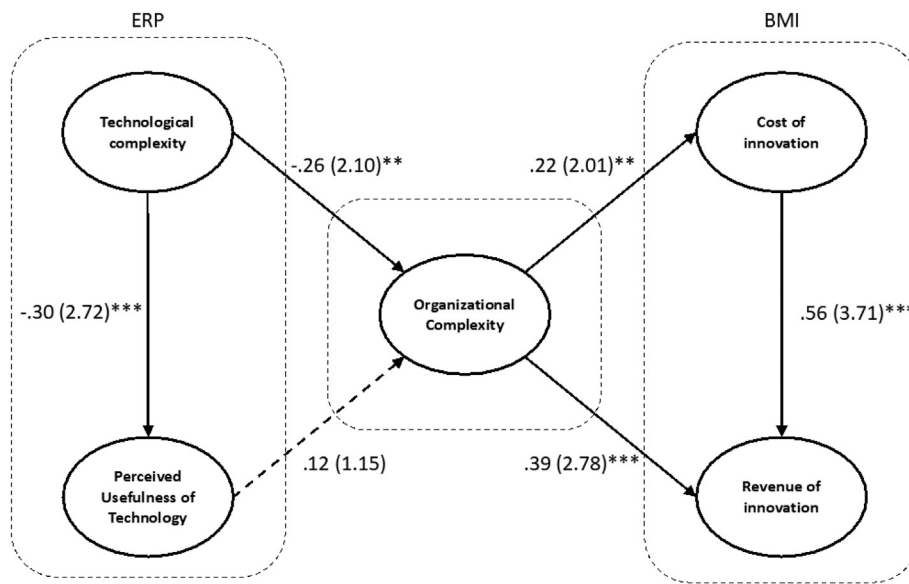 ERP
BMI
Technological
complexity
Cost of
innovation
-.26 (2.10)**
.22 (2.01)**
-.30 (2.72)***
Organizational
Complexity
.56 (3.71)***
Perceived
Usefulness of
Technology
.12 (1.15)
.39 (2.78)***
Revenue of
innovation